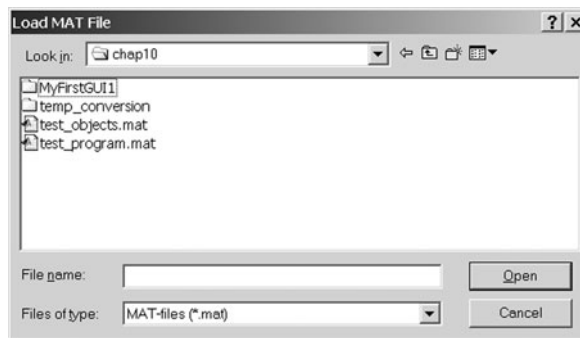 Load MAT File
Look in: chap10
MyFirstGUI1
temp_conversion
test_objects.mat
test_program.mat
File name: Open
Files of type: MAT-files (*.mat) Cancel